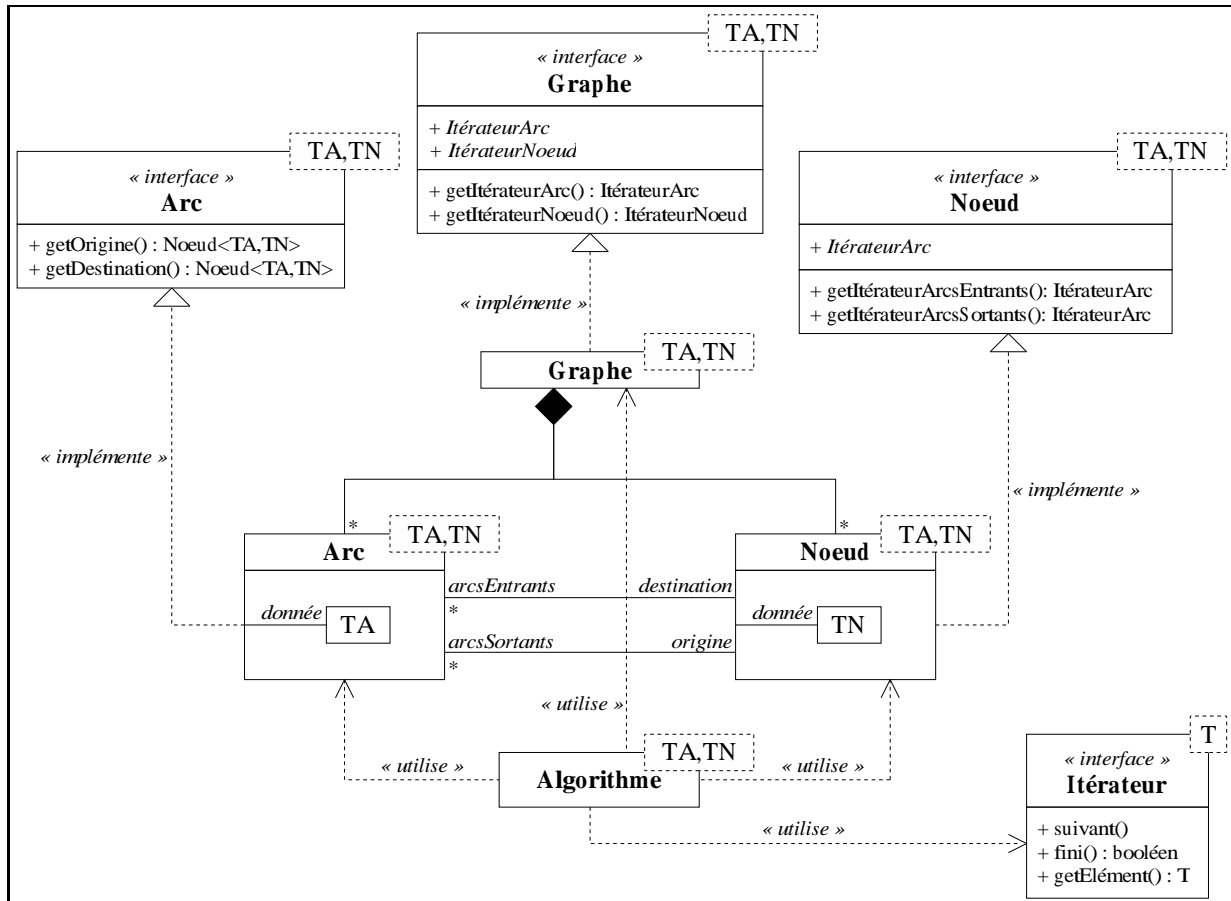 TA,TN
« interface »
Graphe
+ ItérateurArc
+ ItérateurNoeud
+ getItérateurArc() : ItérateurArc
+ getItérateurNoeud() : ItérateurNoeud
TA,TN
« interface »
Arc
+ getOrigine() : Noeud<TA,TN>
+ getDestination() : Noeud<TA,TN>
TA,TN
« interface »
Noeud
+ ItérateurArc
+ getItérateurArcsEntrants(): ItérateurArc
+ getItérateurArcsSortants(): ItérateurArc
« implémente »
TA,TN
Graphe
« implémente »
« implémente »
*
*
TA,TN
Arc
donnée
TA
TA,TN
Noeud
donnée
TN
arcsEntrants
destination
*
arcsSortants
origine
*
« utilise »
TA,TN
Algorithme
« utilise »
« utilise »
« utilise »
T
« interface »
Itérateur
+ suivant()
+ fini() : booléen
+ getElément() : T